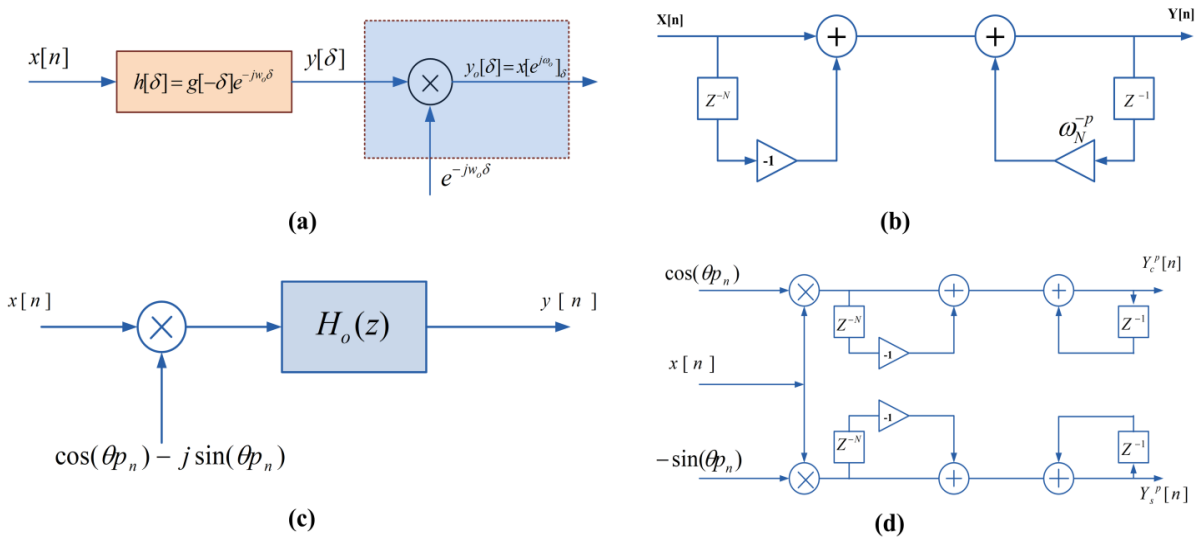 x[n]
h[δ] = g[-δ]e^{-jw_oδ}
y[δ]
y_o[δ] = x[e^{jω_o}]_δ
×
e^{-jw_oδ}
(a)
X[n]
Y[n]
+
+
Z^{-N}
-1
ω_N^{-p}
Z^{-1}
(b)
x[n]
×
H_o(z)
y[n]
cos(θp_n) - j sin(θp_n)
(c)
cos(θp_n)
×
+
+
Y_c^p[n]
Z^{-N}
-1
Z^{-1}
x[n]
-1
Z^{-N}
Z^{-1}
-sin(θp_n)
×
+
+
Y_s^p[n]
(d)